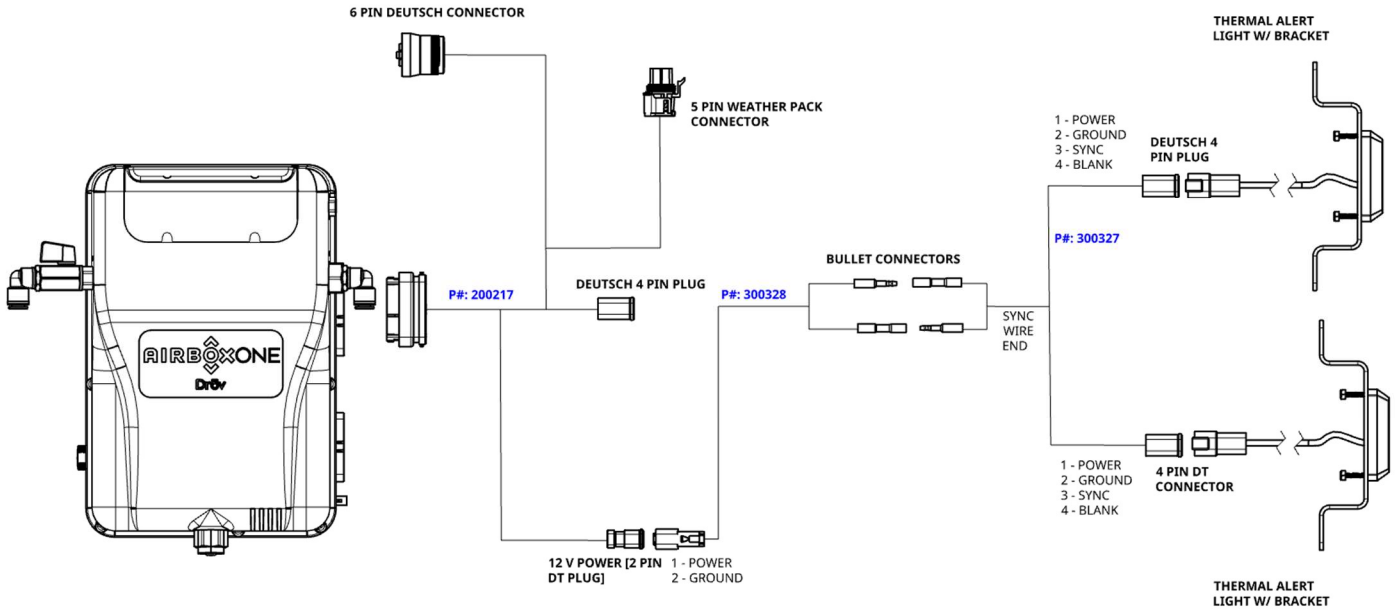 6 PIN DEUTSCH CONNECTOR
THERMAL ALERT
LIGHT W/ BRACKET
5 PIN WEATHER PACK
CONNECTOR
1 - POWER
2 - GROUND
3 - SYNC
4 - BLANK
DEUTSCH 4
PIN PLUG
P#: 300327
BULLET CONNECTORS
P#: 200217
DEUTSCH 4 PIN PLUG
P#: 300328
SYNC
WIRE
END
AIRBOXONE
Drōv
1 - POWER
2 - GROUND
3 - SYNC
4 - BLANK
4 PIN DT
CONNECTOR
12 V POWER [2 PIN
DT PLUG]
1 - POWER
2 - GROUND
THERMAL ALERT
LIGHT W/ BRACKET